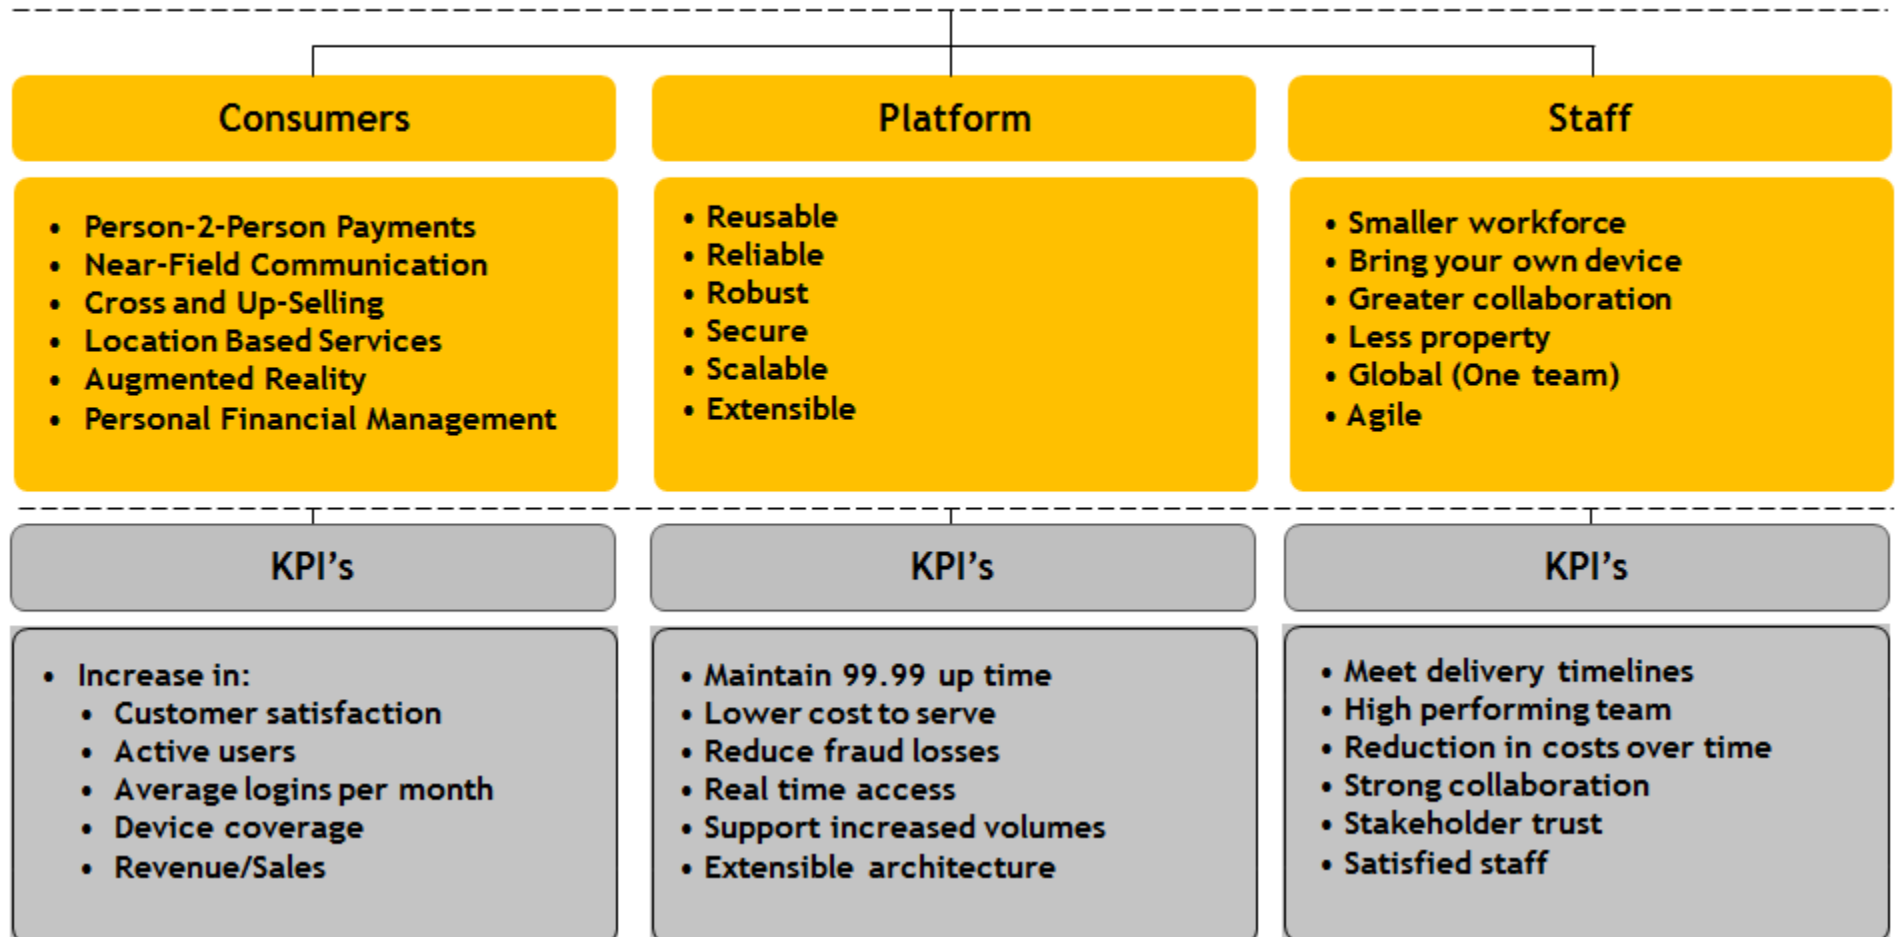 Consumers
• Person-2-Person Payments
• Near-Field Communication
• Cross and Up-Selling
• Location Based Services
• Augmented Reality
• Personal Financial Management
Platform
• Reusable
• Reliable
• Robust
• Secure
• Scalable
• Extensible
Staff
• Smaller workforce
• Bring your own device
• Greater collaboration
• Less property
• Global (One team)
• Agile
KPI’s
• Increase in:
• Customer satisfaction
• Active users
• Average logins per month
• Device coverage
• Revenue/Sales
KPI’s
• Maintain 99.99 up time
• Lower cost to serve
• Reduce fraud losses
• Real time access
• Support increased volumes
• Extensible architecture
KPI’s
• Meet delivery timelines
• High performing team
• Reduction in costs over time
• Strong collaboration
• Stakeholder trust
• Satisfied staff